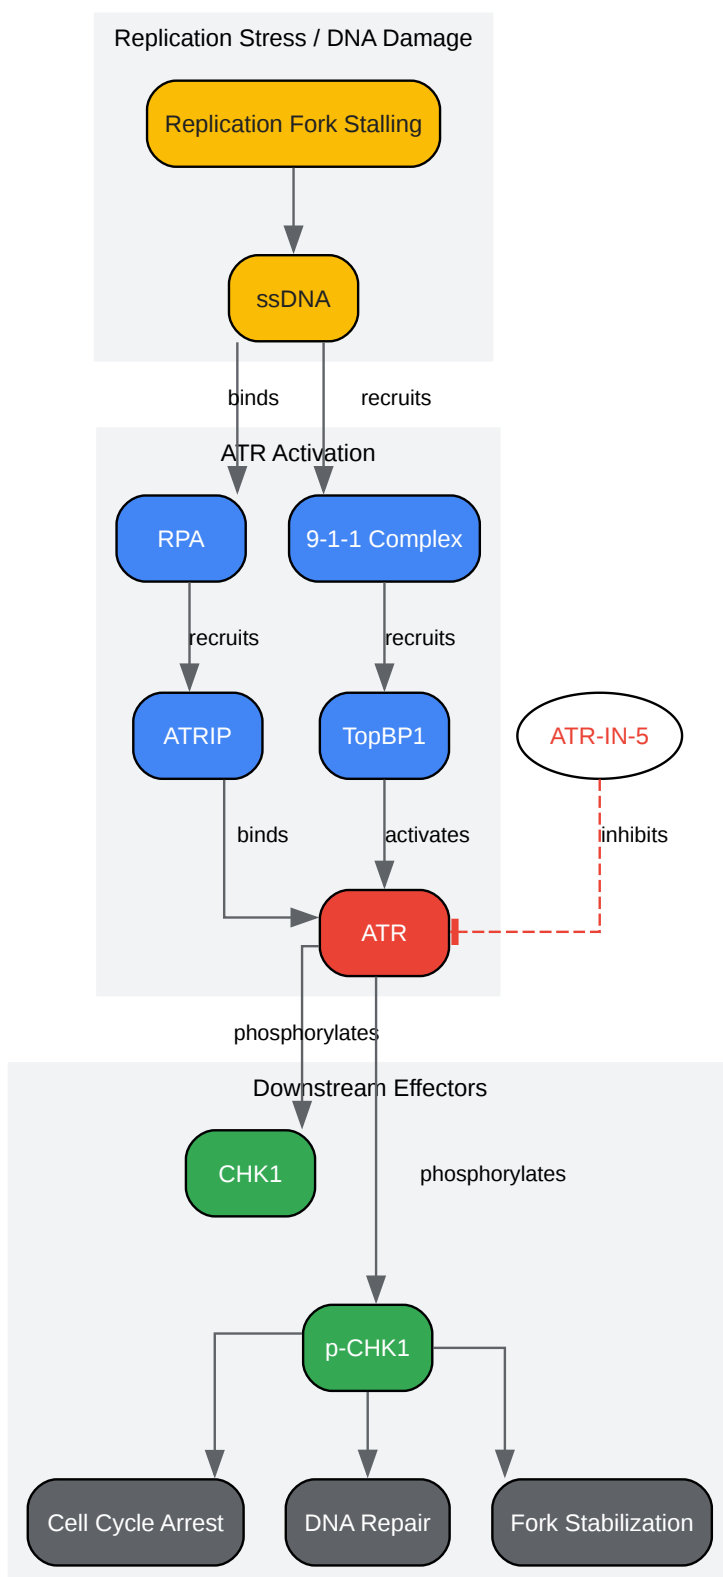 Replication Stress / DNA Damage
Replication Fork Stalling
ssDNA
binds
recruits
ATR Activation
RPA
9-1-1 Complex
recruits
recruits
ATRIP
TopBP1
ATR-IN-5
binds
activates
inhibits
ATR
phosphorylates
Downstream Effectors
CHK1
phosphorylates
p-CHK1
Cell Cycle Arrest
DNA Repair
Fork Stabilization